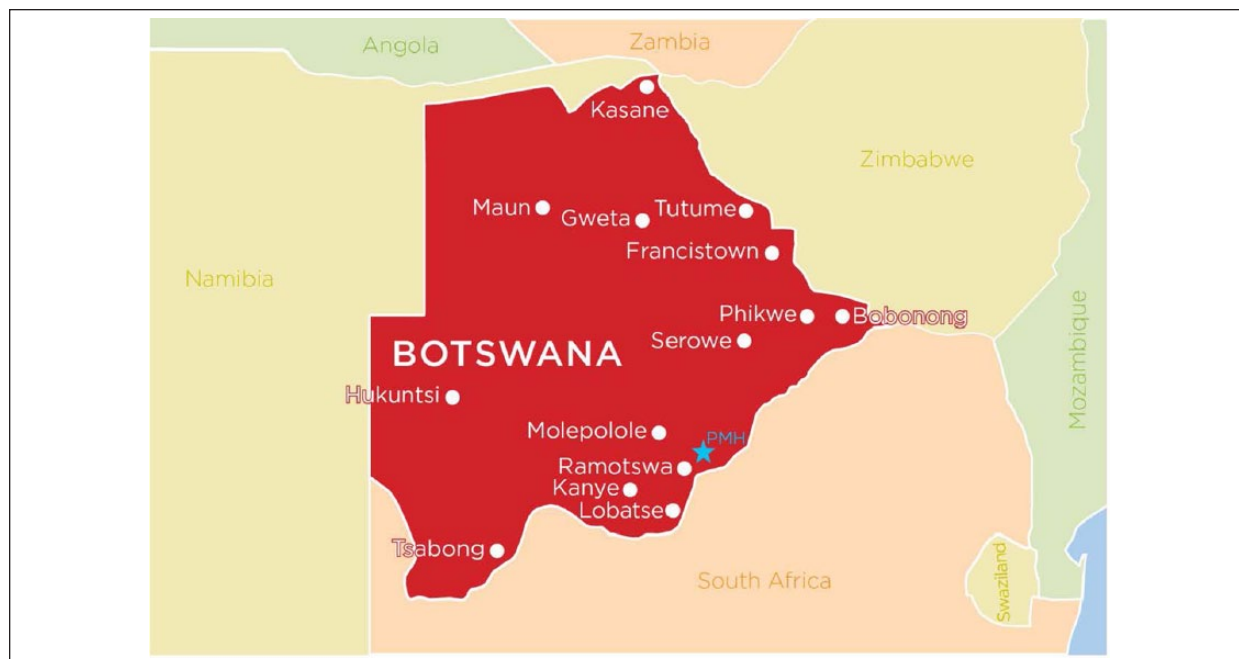 Angola
Zambia
Kasane
Zimbabwe
Maun
Gweta
Tutume
Francistown
Namibia
Phikwe
Bobonong
Serowe
BOTSWANA
Mozambique
Hukuntsi
Molepolole
PMH
Ramotswa
Kanye
Lobatse
Tsabong
South Africa
Swaziland